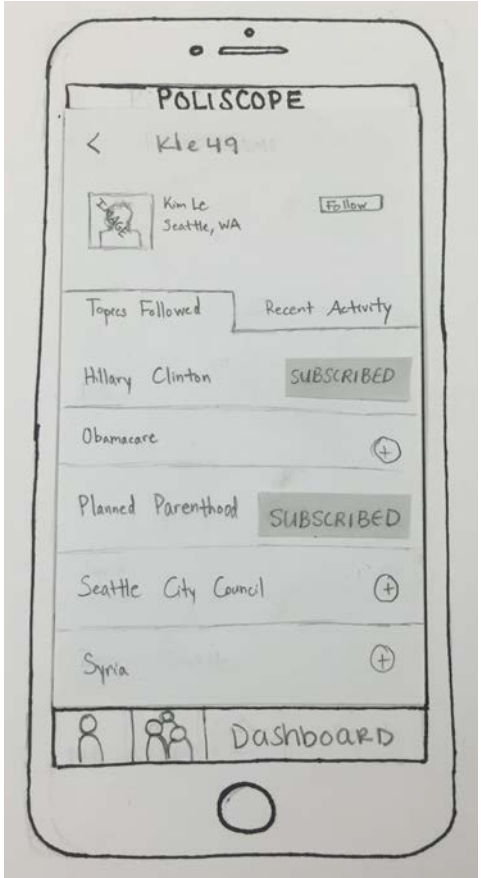 POLISCOPE
< Kle49
Kim Le
Follow
Seattle, WA
IMAGE
Topics Followed
Recent Activity
Hillary Clinton
SUBSCRIBED
Obamacare
+
Planned Parenthood
SUBSCRIBED
Seattle City Council
+
Syria
+
Dashboard